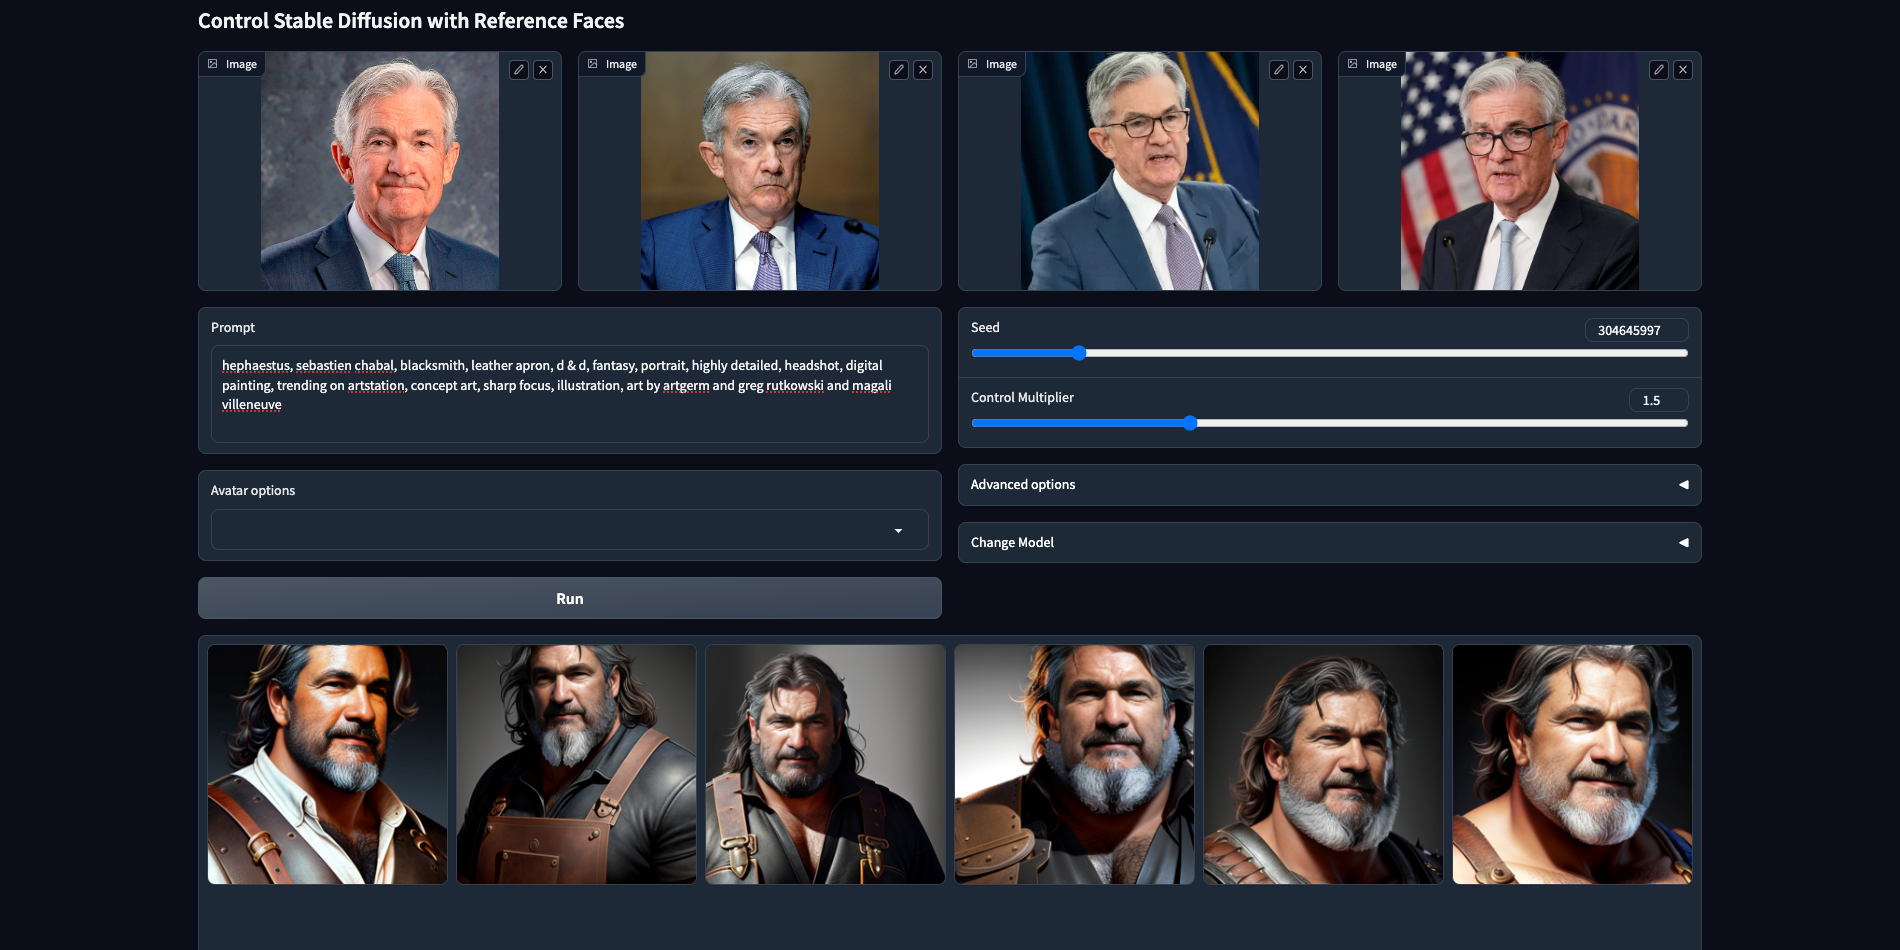 Control Stable Diffusion with Reference Faces
Image
Image
Image
Image
Prompt
hephaestus, sebastien chabal, blacksmith, leather apron, d & d, fantasy, portrait, highly detailed, headshot, digital
painting, trending on artstation, concept art, sharp focus, illustration, art by artgerm and greg rutkowski and magali
villeneuve
Seed
304645997
Control Multiplier
1.5
Avatar options
Advanced options
Change Model
Run